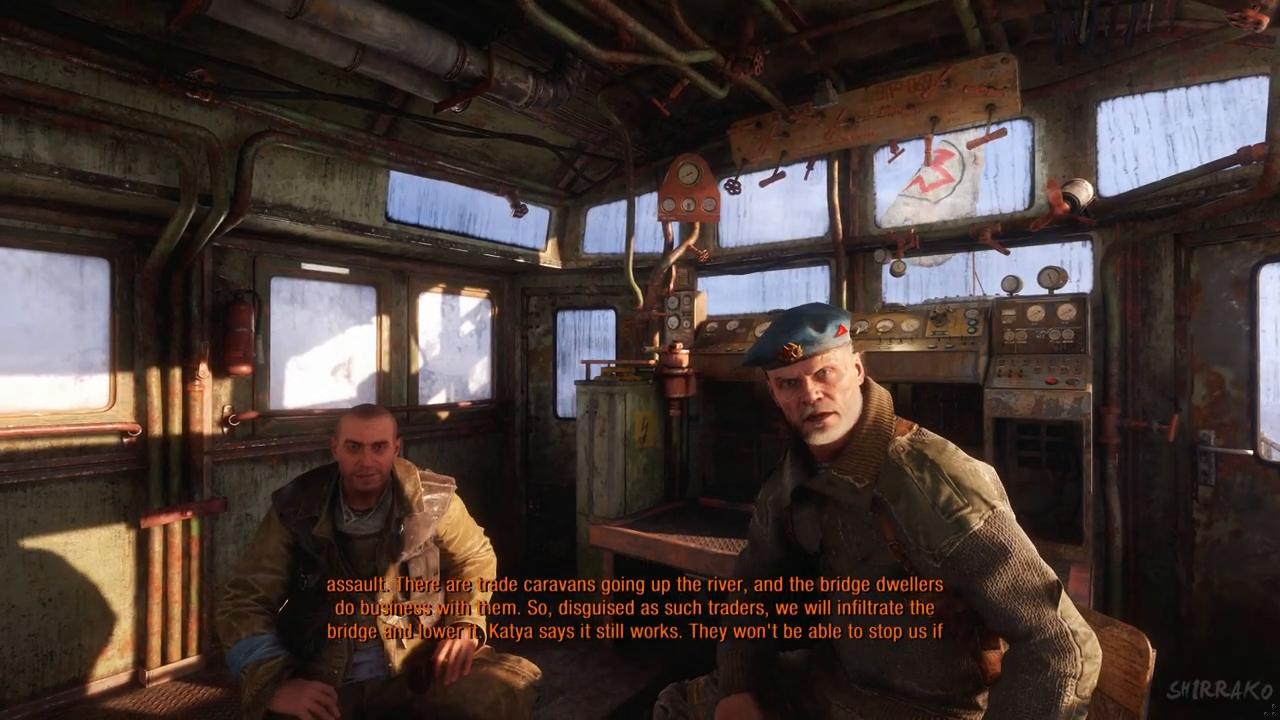 assault. There are trade caravans going up the river, and the bridge dwellers
do business with them. So, disguised as such traders, we will infiltrate the
bridge and lower it. Katya says it still works. They won't be able to stop us if
SHIRRAKO